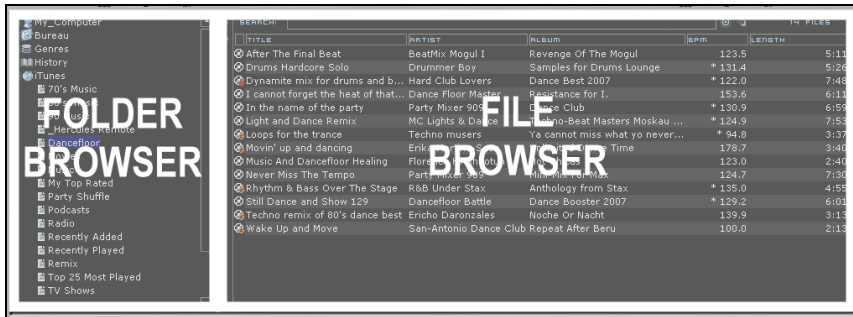 My_Computer
Bureau
Genres
History
iTunes
70's Music
_Hercules Remote
Dancefloor
My Top Rated
Party Shuffle
Podcasts
Radio
Recently Added
Recently Played
Remix
Top 25 Most Played
TV Shows
FOLDER
BROWSER
SEARCH: 14 FILES
TITLE ARTIST ALBUM BPM LENGTH
After The Final Beat BeatMix Mogul I Revenge Of The Mogul 123.5 5:11
Drums Hardcore Solo Drummer Boy Samples for Drums Lounge * 131.4 5:26
Dynamite mix for drums and b... Hard Club Lovers Dance Best 2007 * 122.0 7:48
I cannot forget the heat of that... Dance Floor Master Resistance for I. 153.6 6:11
In the name of the party Party Mixer 909 Dance Club * 130.9 6:59
Light and Dance Remix MC Lights & Dance Techno-Beat Masters Moskau ... * 124.9 7:53
Loops for the trance Techno musers Ya cannot miss what yo never... * 94.8 3:37
Movin' up and dancing Time 178.7 3:40
Music And Dancefloor Healing 123.0 2:40
Never Miss The Tempo Party Mixer 909 Mini Mix For Max 124.7 7:30
Rhythm & Bass Over The Stage R&B Under Stax Anthology from Stax * 135.0 4:55
Still Dance and Show 129 Dancefloor Battle Dance Booster 2007 * 129.2 6:01
Techno remix of 80's dance best Ericho Daronzales Noche Or Nacht 139.9 3:13
Wake Up and Move San-Antonio Dance Club Repeat After Beru 100.0 2:13
FILE
BROWSER